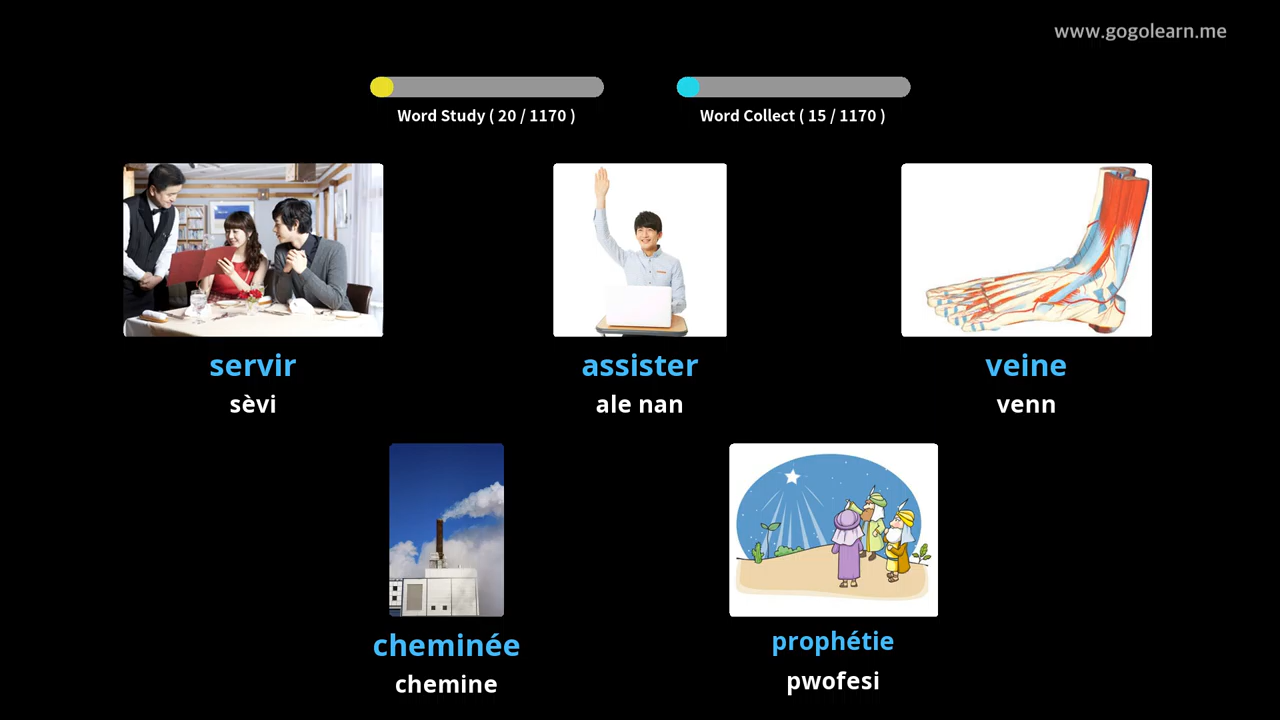 www.gogolearn.me
Word Study ( 20 / 1170 )
Word Collect ( 15 / 1170 )
servir
sèvi
assister
ale nan
veine
venn
cheminée
chemine
prophétie
pwofesi